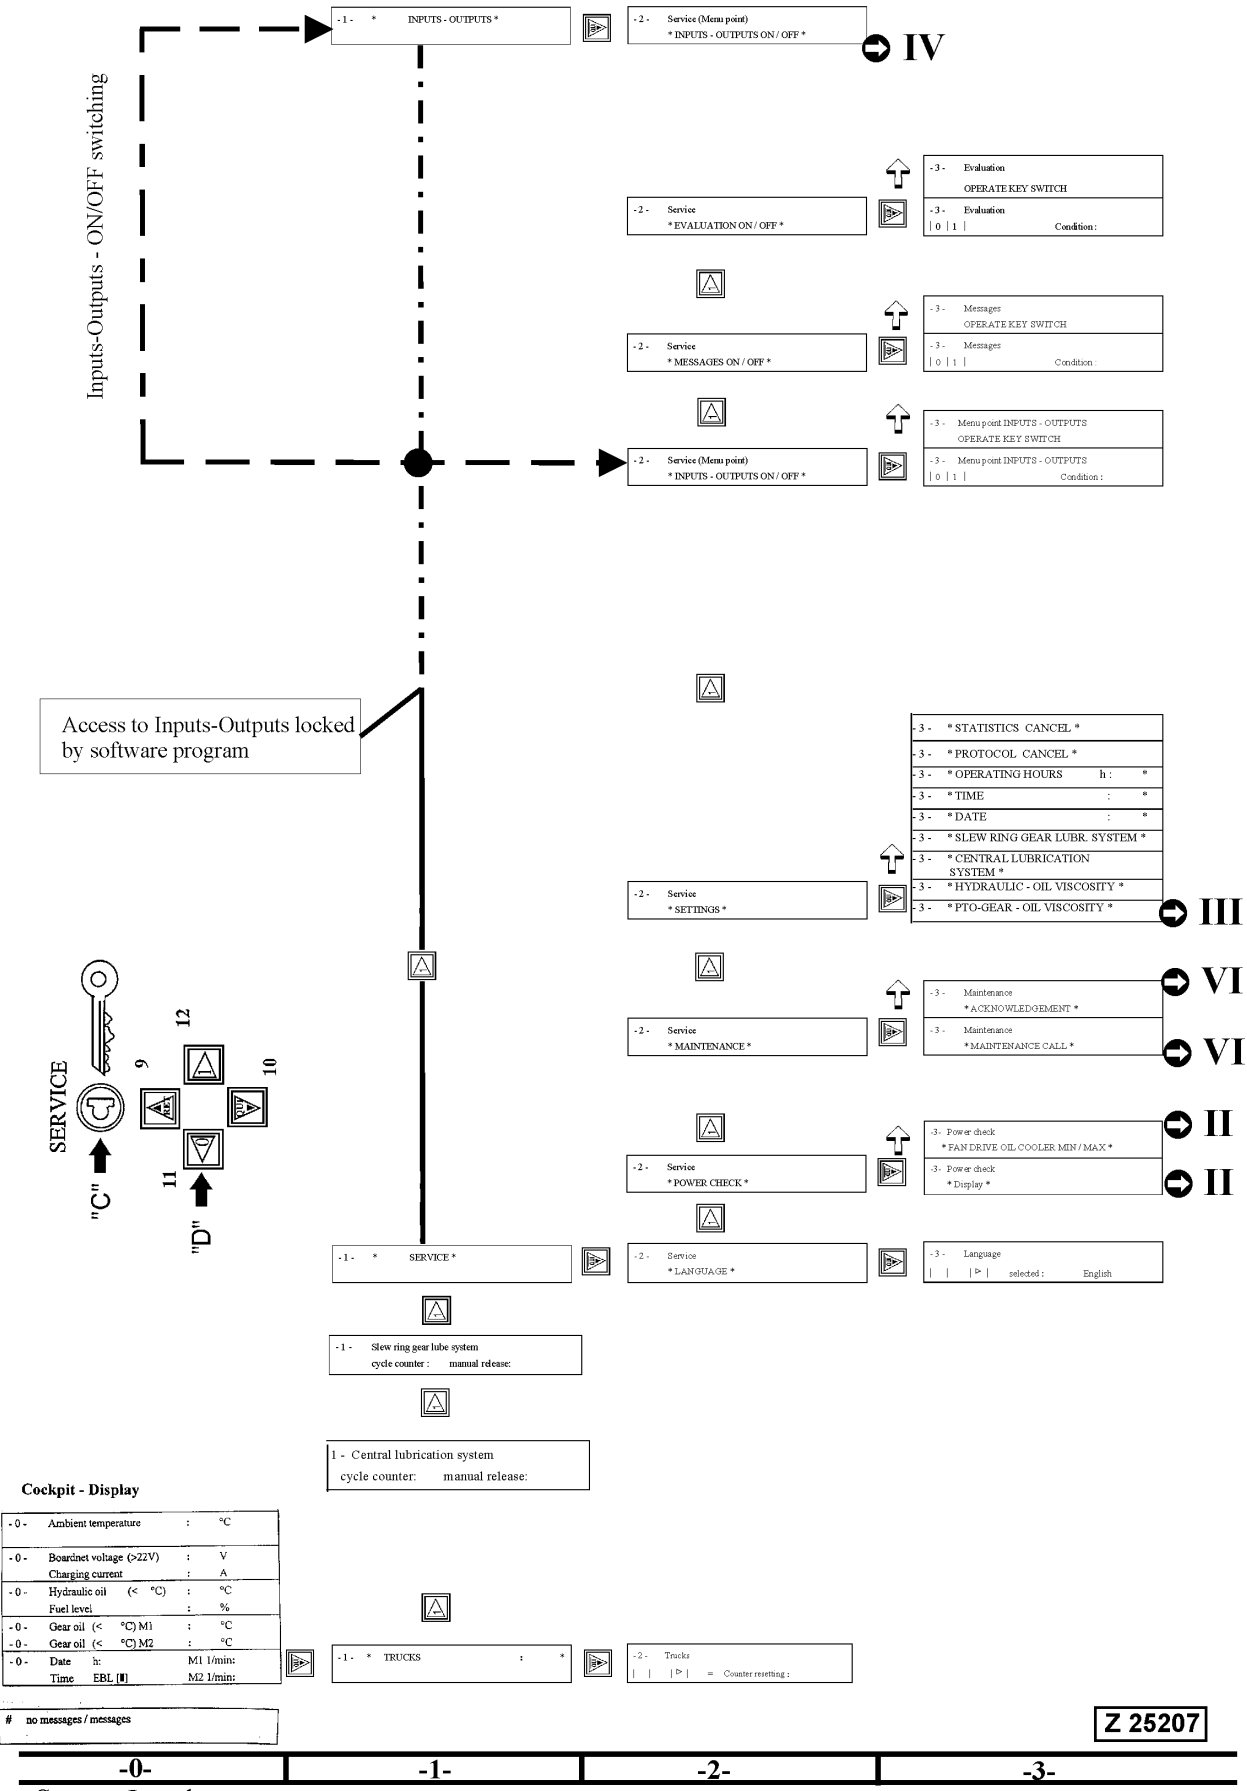 -1- * INPUTS - OUTPUTS *
-2- Service (Menu point)
* INPUTS - OUTPUTS ON / OFF *
IV
Inputs-Outputs - ON/OFF switching
-3- Evaluation
OPERATE KEY SWITCH
-2- Service
* EVALUATION ON / OFF *
-3- Evaluation
| 0 | 1 | Condition :
-3- Messages
OPERATE KEY SWITCH
-2- Service
* MESSAGES ON / OFF *
-3- Messages
| 0 | 1 | Condition :
-3- Menu point INPUTS - OUTPUTS
OPERATE KEY SWITCH
-2- Service (Menu point)
* INPUTS - OUTPUTS ON / OFF *
-3- Menu point INPUTS - OUTPUTS
| 0 | 1 | Condition :
Access to Inputs-Outputs locked
by software program
-3- * STATISTICS CANCEL *
-3- * PROTOCOL CANCEL *
-3- * OPERATING HOURS h : *
-3- * TIME : *
-3- * DATE : *
-3- * SLEW RING GEAR LUBR. SYSTEM *
-3- * CENTRAL LUBRICATION
SYSTEM *
-3- * HYDRAULIC - OIL VISCOSITY *
-3- * PTO-GEAR - OIL VISCOSITY *
III
-2- Service
* SETTINGS *
VI
-3- Maintenance
* ACKNOWLEDGEMENT *
-2- Service
* MAINTENANCE *
-3- Maintenance
* MAINTENANCE CALL *
VI
SERVICE
12
9
10
11
RET
RUN
1
0
"C"
"D"
II
-3- Power check
* FAN DRIVE OIL COOLER MIN / MAX *
-2- Service
* POWER CHECK *
-3- Power check
* Display *
II
-1- * SERVICE *
-2- Service
* LANGUAGE *
-3- Language
| | |▷| selected : English
-1- Slew ring gear lube system
cycle counter : manual release:
1 - Central lubrication system
cycle counter: manual release:
Cockpit - Display
-0- Ambient temperature : °C
-0- Boardnet voltage (>22V) : V
Charging current : A
-0- Hydraulic oil (< °C) : °C
Fuel level : %
-0- Gear oil (< °C) M1 : °C
-0- Gear oil (< °C) M2 : °C
-0- Date h: M1 1/min:
Time EBL [▮] M2 1/min:
-1- * TRUCKS : *
-2- Trucks
| | |▷| = Counter resetting :
# no messages / messages
Z 25207
-0- -1- -2- -3-